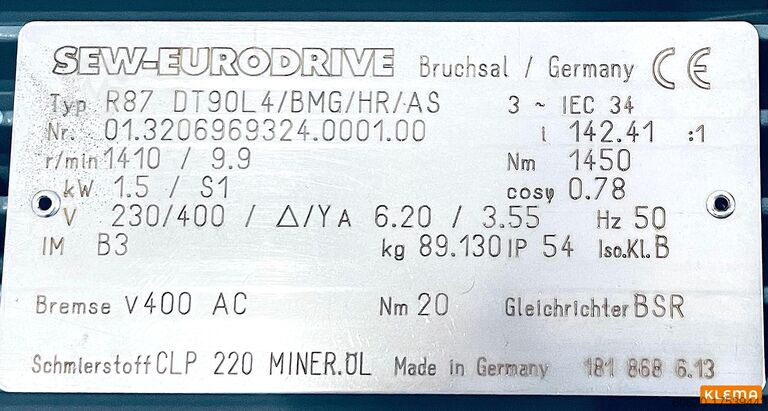 SEW-EURODRIVE Bruchsal / Germany CE
Typ R87 DT90L4/BMG/HR/AS 3 ~ IEC 34
Nr. 01.3206969324.0001.00 i 142.41 :1
r/min 1410 / 9.9 Nm 1450
kW 1.5 / S1 cosφ 0.78
V 230/400 / Δ/Y A 6.20 / 3.55 Hz 50
IM B3 kg 89.130 IP 54 Iso.Kl. B
Bremse V 400 AC Nm 20 Gleichrichter BSR
Schmierstoff CLP 220 MINER.ÖL Made in Germany 181 868 6.13
KLEMA